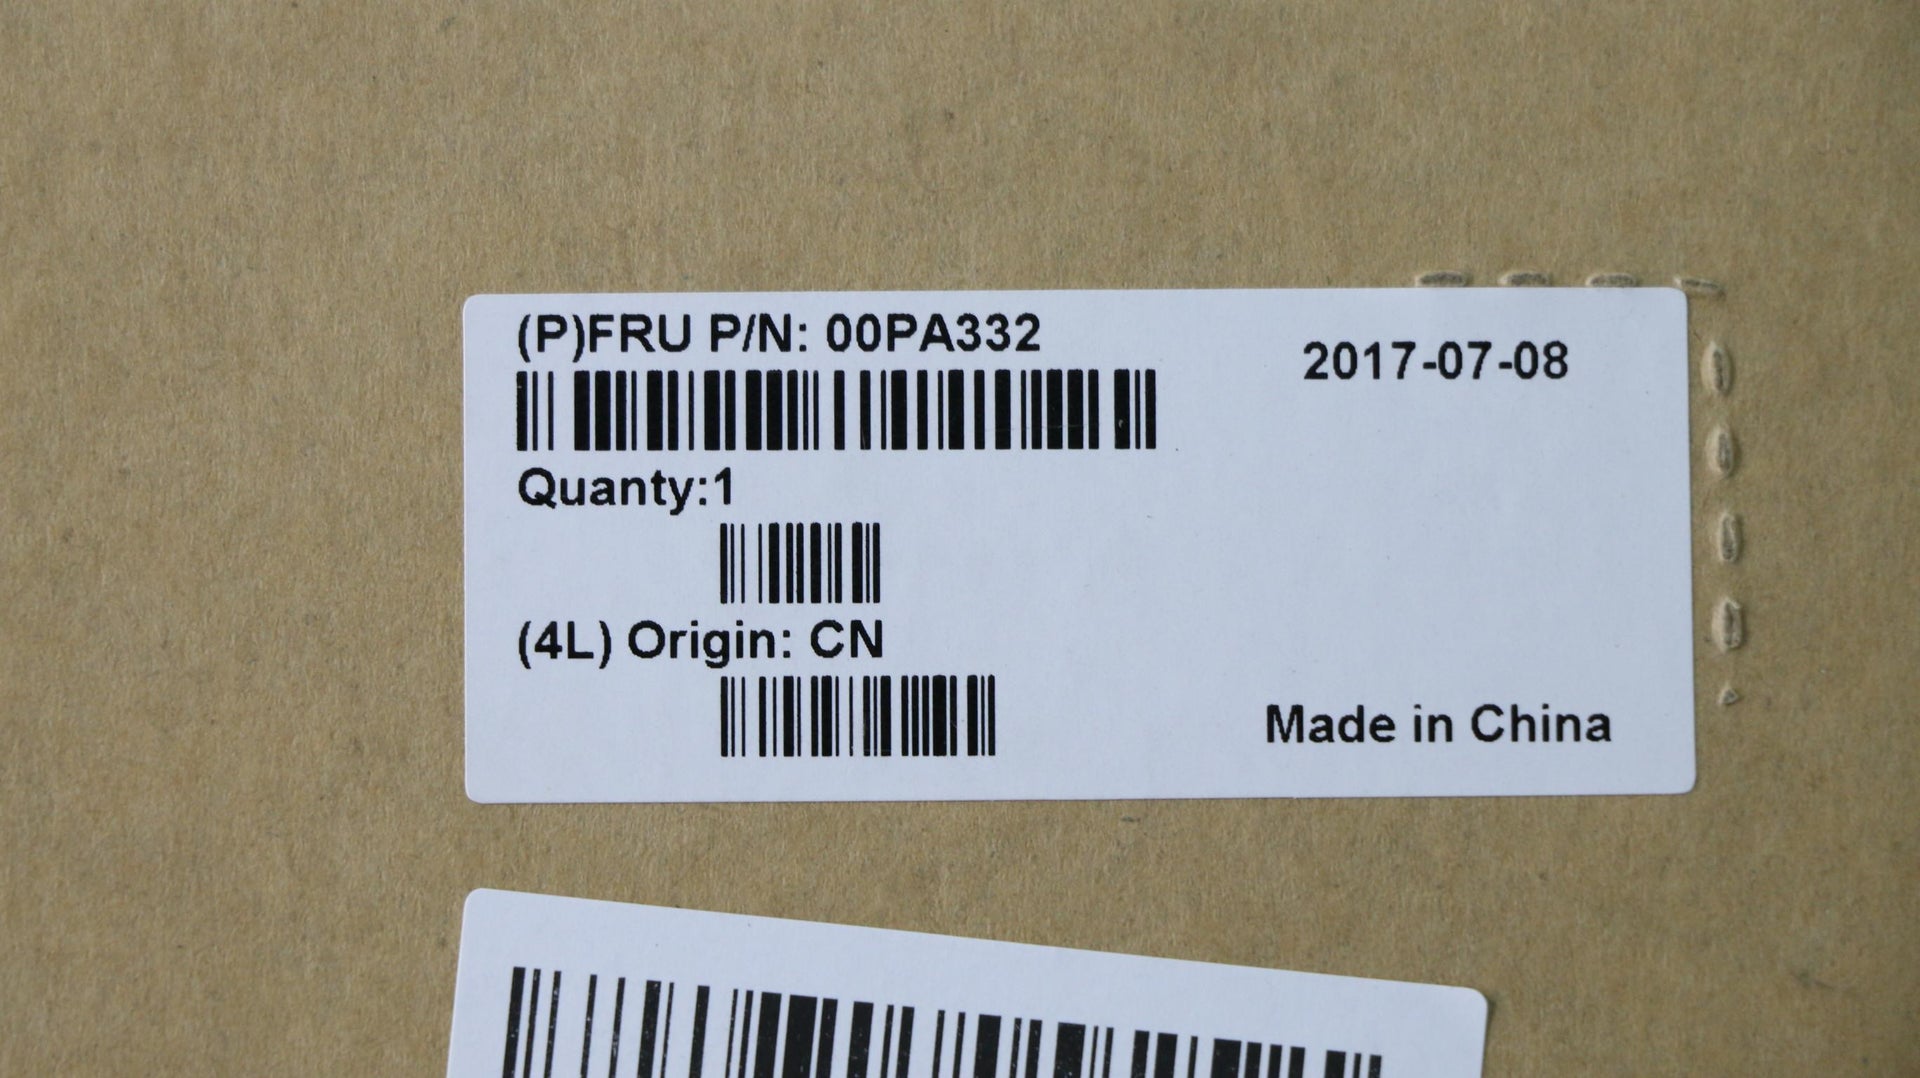 (P)FRU P/N: 00PA332
2017-07-08
Quanty:1
(4L) Origin: CN
Made in China